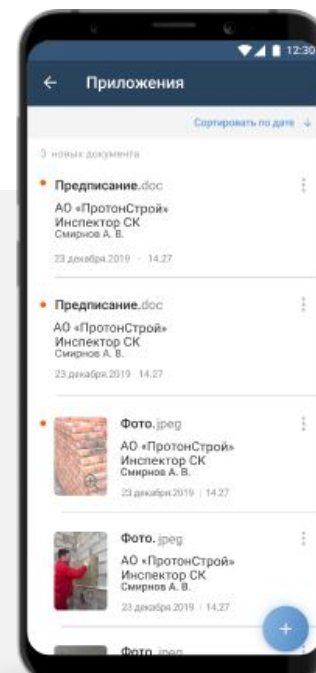 12:30
Приложения
Сортировать по дате
3 новых документа
Предписание.doc
АО «ПротонСтрой»
Инспектор СК
Смирнов А. В.
23 декабря 2019 - 14.27
Предписание.doc
АО «ПротонСтрой»
Инспектор СК
Смирнов А. В.
23 декабря 2019 14.27
Фото.jpeg
АО «ПротонСтрой»
Инспектор СК
Смирнов А. В.
23 декабря 2019 | 14.27
Фото.jpeg
АО «ПротонСтрой»
Инспектор СК
Смирнов А. В.
23 декабря 2019 | 14.27
Фото.jpeg